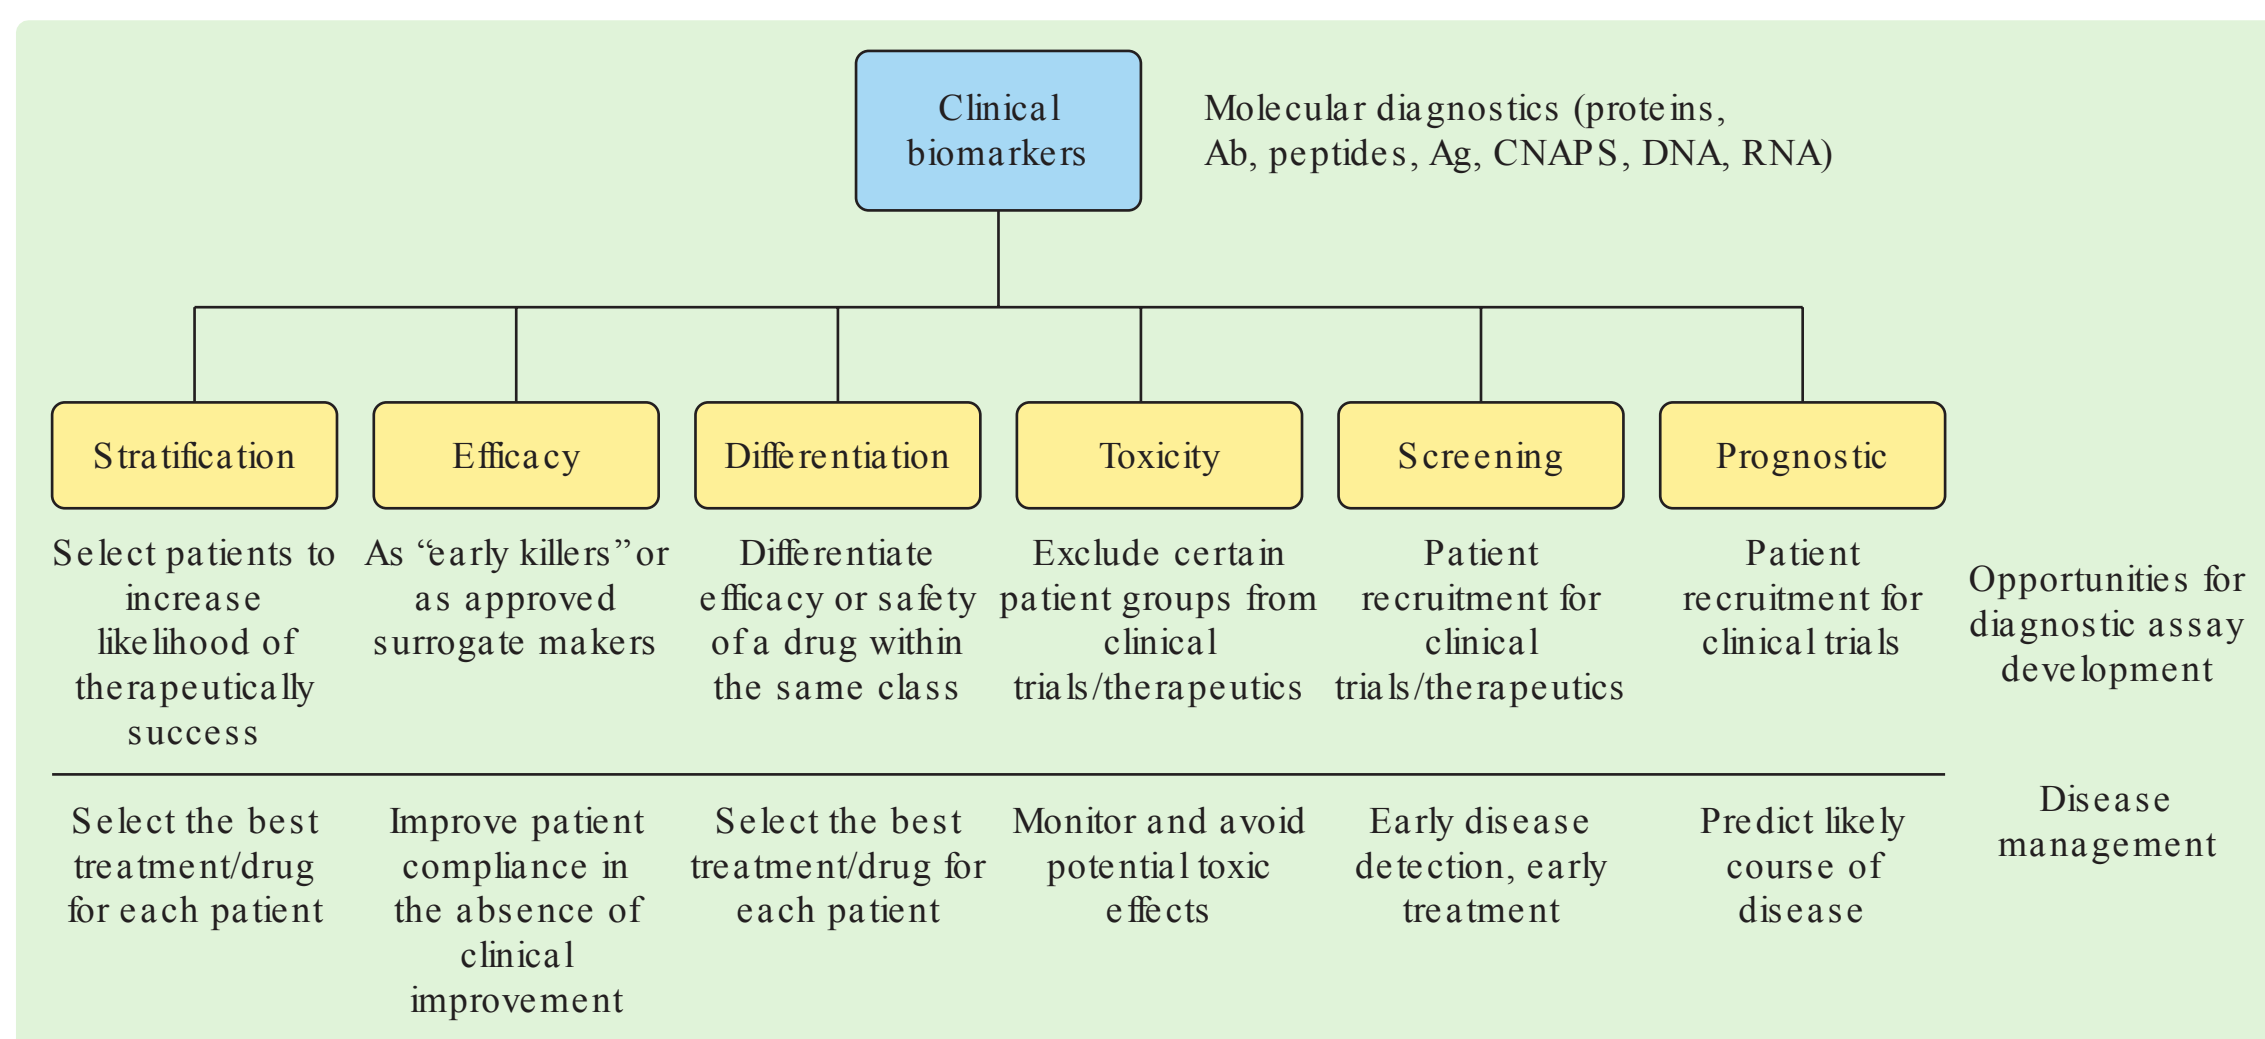 Clinical
biomarkers
Molecular diagnostics (proteins,
Ab, peptides, Ag, CNAPS, DNA, RNA)
Stratification
Efficacy
Differentiation
Toxicity
Screening
Prognostic
Select patients to
increase
likelihood of
therapeutically
success
As “early killers” or
as approved
surrogate makers
Differentiate
efficacy or safety
of a drug within
the same class
Exclude certain
patient groups from
clinical
trials/therapeutics
Patient
recruitment for
clinical
trials/therapeutics
Patient
recruitment for
clinical trials
Opportunities for
diagnostic assay
development
Select the best
treatment/drug
for each patient
Improve patient
compliance in
the absence of
clinical
improvement
Select the best
treatment/drug for
each patient
Monitor and avoid
potential toxic
effects
Early disease
detection, early
treatment
Predict likely
course of
disease
Disease
management